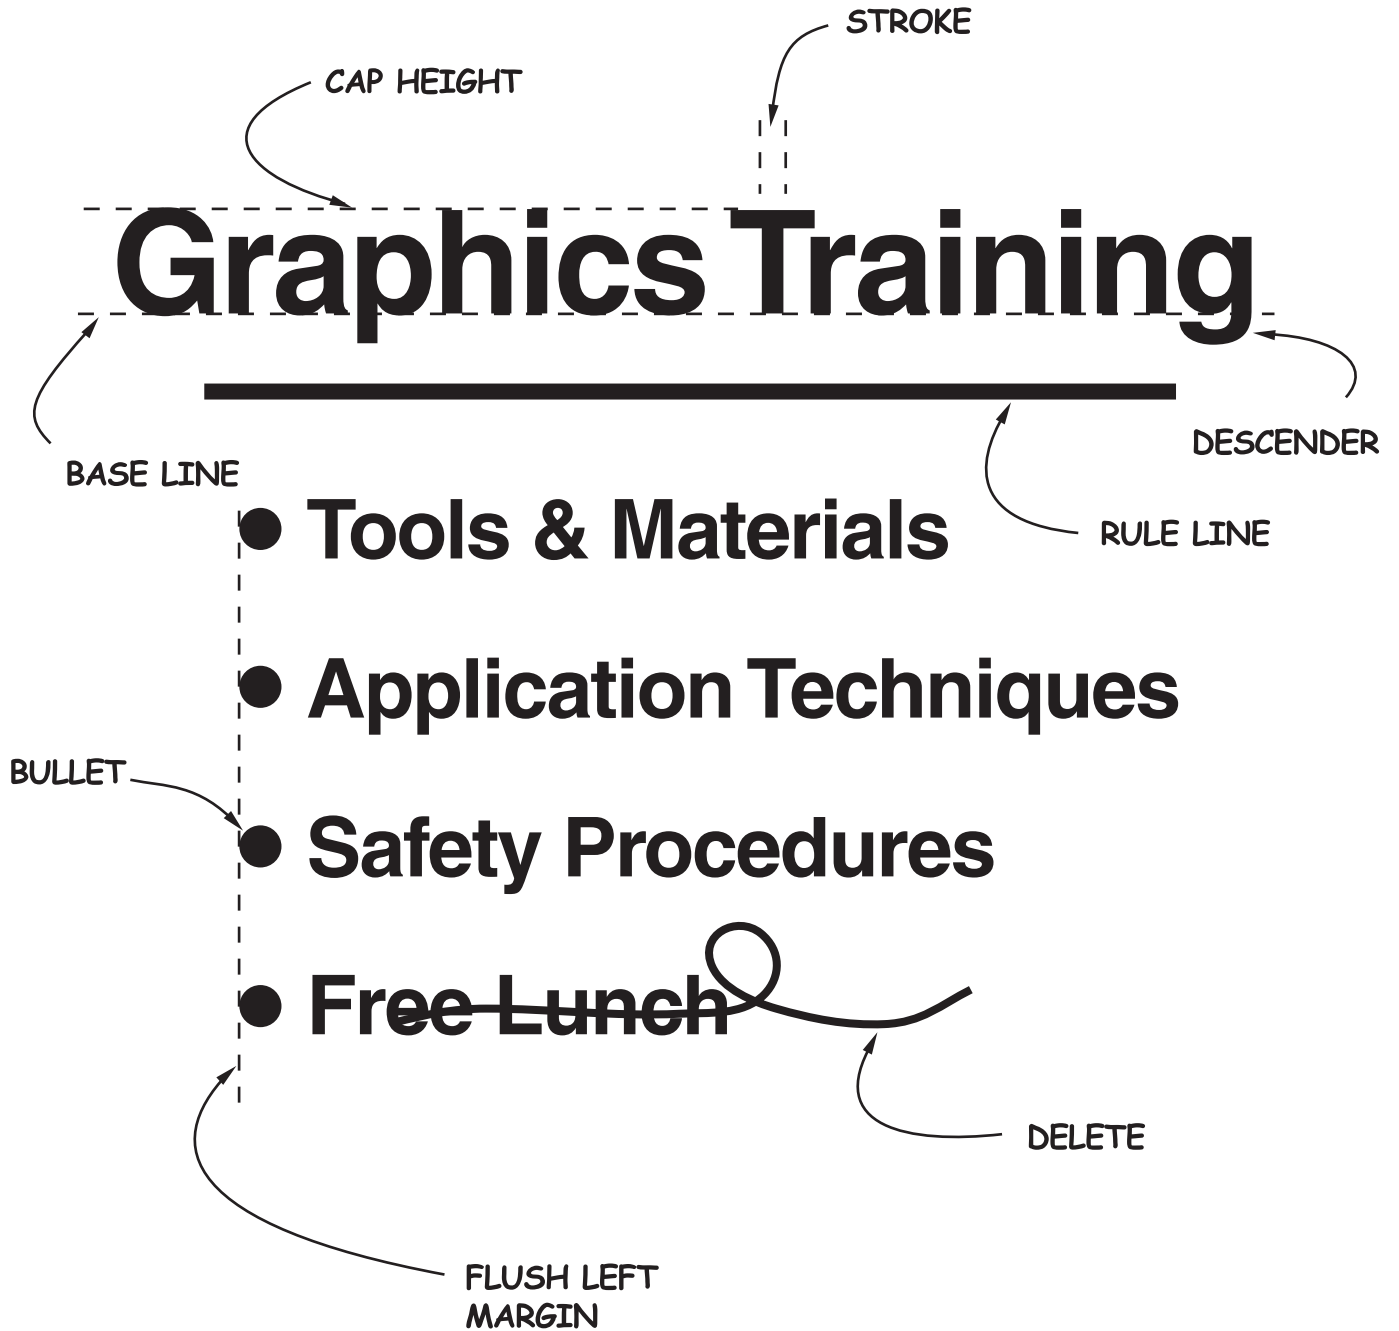 STROKE
CAP HEIGHT
Graphics Training
DESCENDER
BASE LINE
• Tools & Materials
RULE LINE
• Application Techniques
BULLET
• Safety Procedures
• Free Lunch
DELETE
FLUSH LEFT
MARGIN